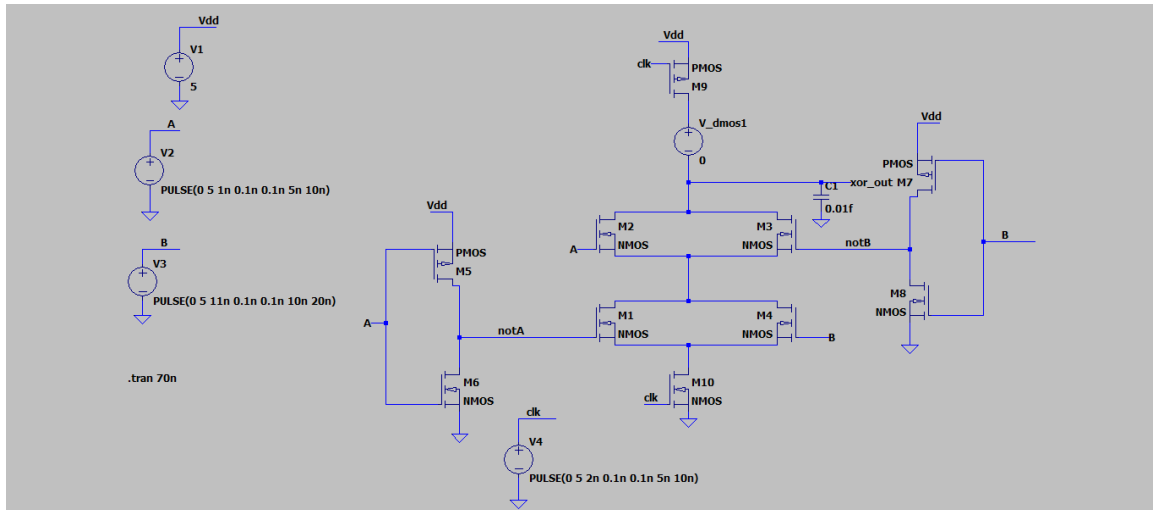 Vdd
V1
5
A
V2
PULSE(0 5 1n 0.1n 0.1n 5n 10n)
B
V3
PULSE(0 5 11n 0.1n 0.1n 10n 20n)
.tran 70n
Vdd
PMOS
M5
A
notA
M6
NMOS
clk
V4
PULSE(0 5 2n 0.1n 0.1n 5n 10n)
Vdd
clk
PMOS
M9
V_dmos1
0
xor_out
C1
0.01f
M2
NMOS
A
M3
NMOS
notB
M1
NMOS
M4
NMOS
B
M10
clk
NMOS
Vdd
PMOS
M7
B
M8
NMOS